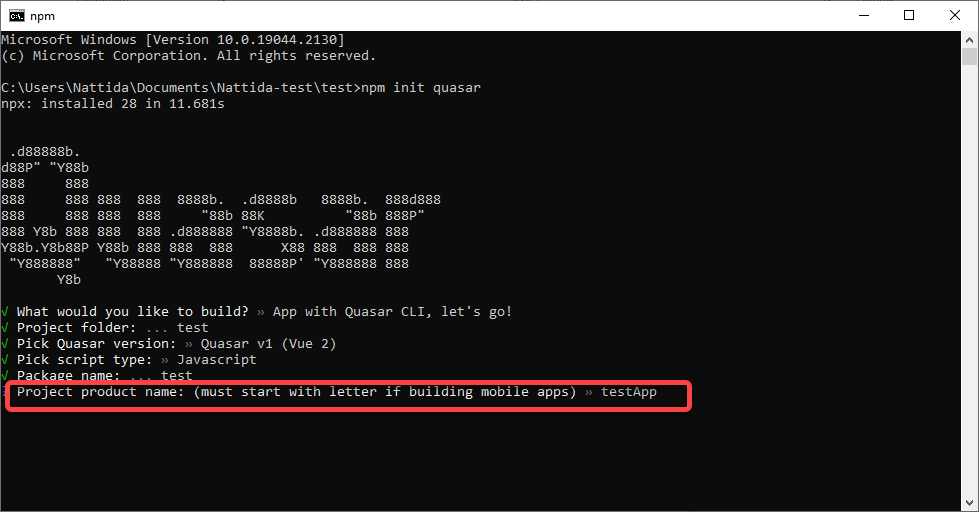 npm
Microsoft Windows [Version 10.0.19044.2130]
(c) Microsoft Corporation. All rights reserved.
C:\Users\Nattida\Documents\Nattida-test\test>npm init quasar
npx: installed 28 in 11.681s
 .d88888b.
d88P" "Y88b
888     888
888     888 888  888  8888b.  .d8888b   8888b.  888d888
888     888 888  888     "88b 88K          "88b 888P"
888 Y8b 888 888  888 .d888888 "Y8888b. .d888888 888
Y88b.Y8b88P Y88b 888 888  888      X88 888  888 888
 "Y888888"   "Y88888 "Y888888  88888P' "Y888888 888
       Y8b
√ What would you like to build? » App with Quasar CLI, let's go!
√ Project folder: ... test
√ Pick Quasar version: » Quasar v1 (Vue 2)
√ Pick script type: » Javascript
√ Package name: ... test
? Project product name: (must start with letter if building mobile apps) » testApp